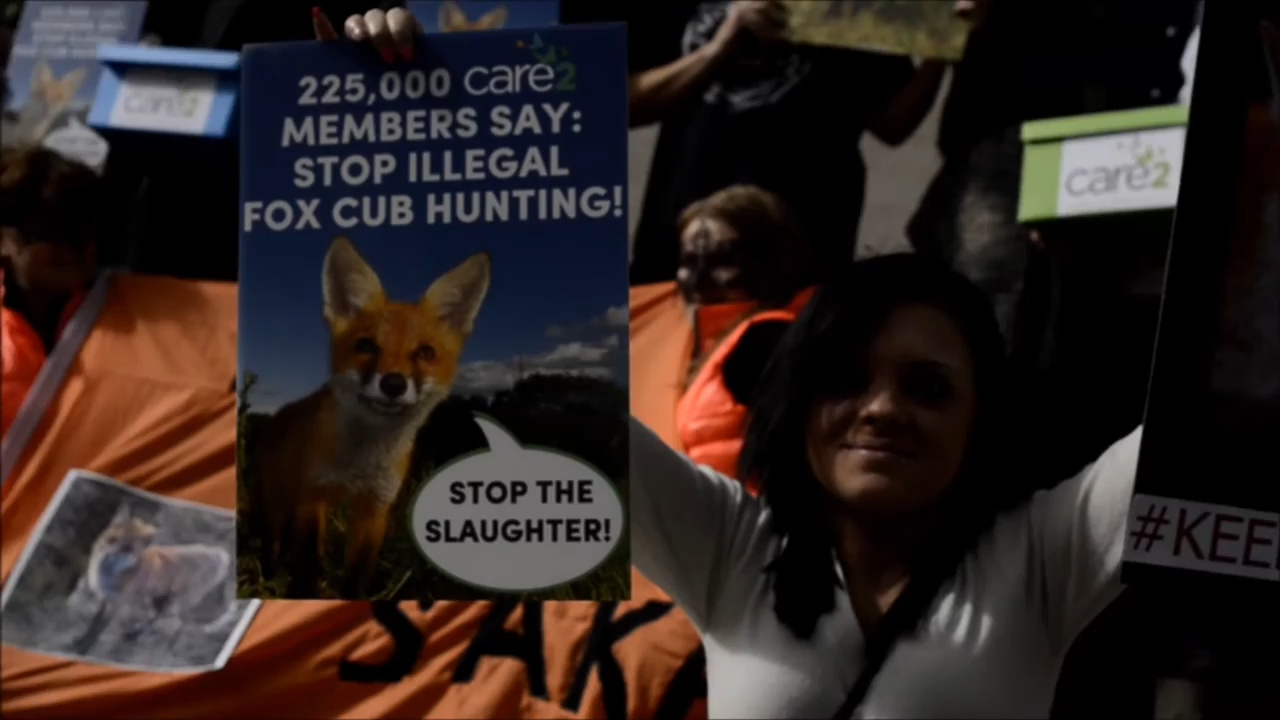 225,000 care2
MEMBERS SAY:
STOP ILLEGAL
FOX CUB HUNTING!
STOP THE
SLAUGHTER!
care2
care2
#KEE
SAK